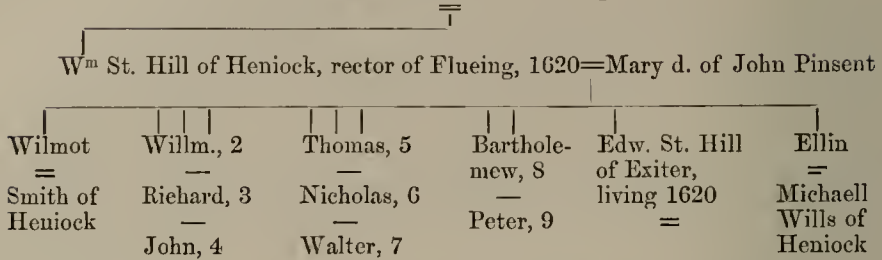 Wm St. Hill of Heniock, rector of Flueing, 1620=Mary d. of John Pinsent
Wilmot
=
Smith of
Heniock
Willm., 2
—
Richard, 3
—
John, 4
Thomas, 5
—
Nicholas, 6
—
Walter, 7
Barthole-
mew, 8
—
Peter, 9
Edw. St. Hill
of Exiter,
living 1620
=
Ellin
=
Michaell
Wills of
Heniock